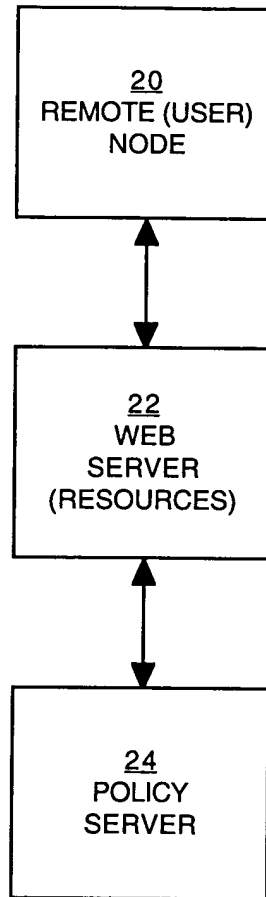 20
REMOTE (USER)
NODE
22
WEB
SERVER
(RESOURCES)
24
POLICY
SERVER